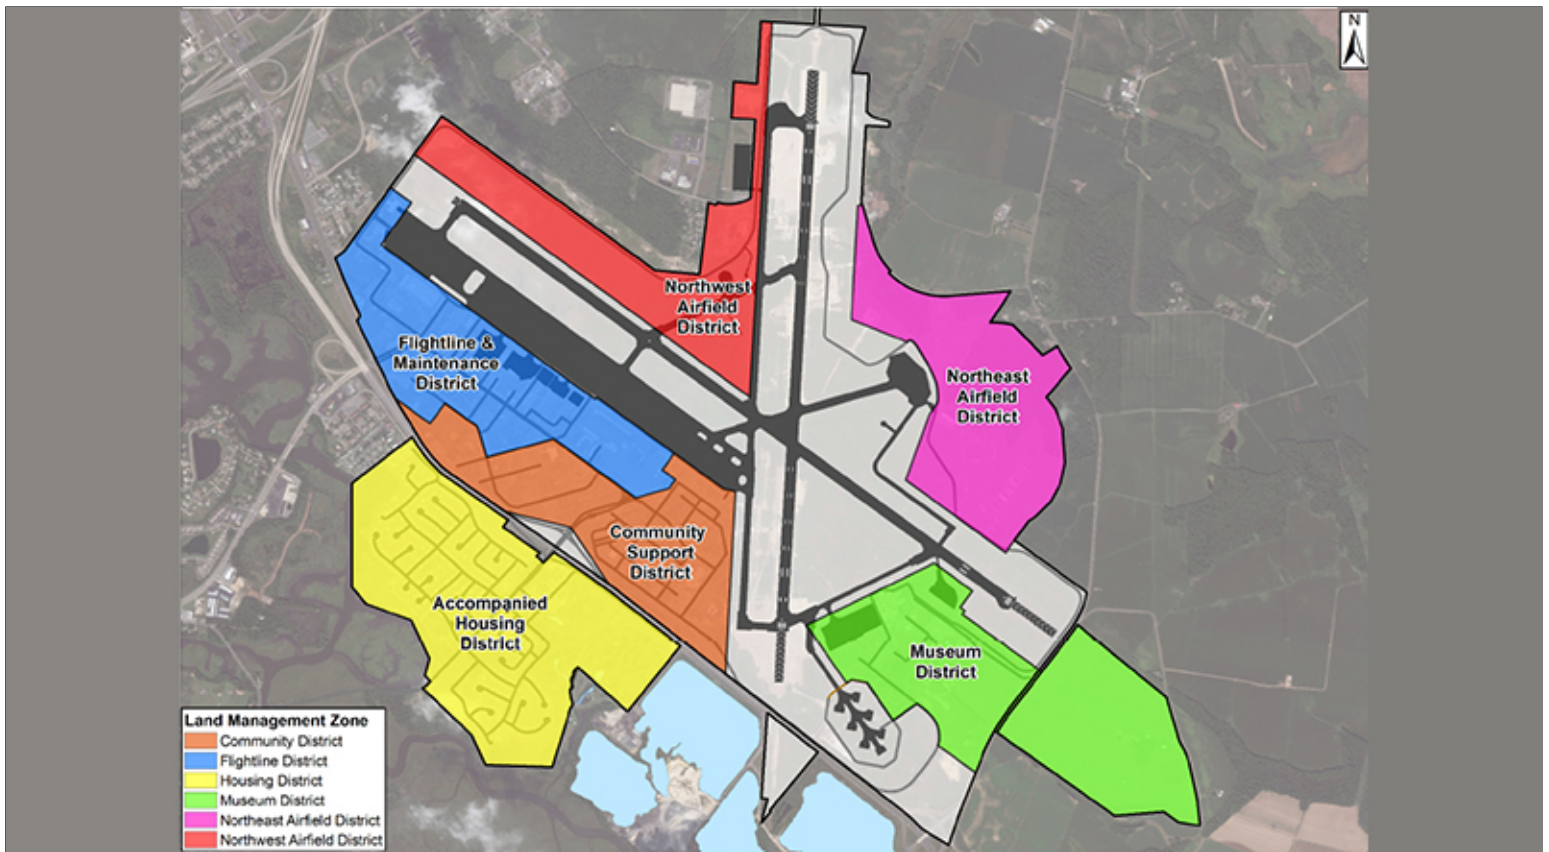 N
Northwest
Airfield
District
Flightline &
Maintenance
District
Northeast
Airfield
District
Community
Support
District
Accompanied
Housing
District
Museum
District
Land Management Zone
Community District
Flightline District
Housing District
Museum District
Northeast Airfield District
Northwest Airfield District